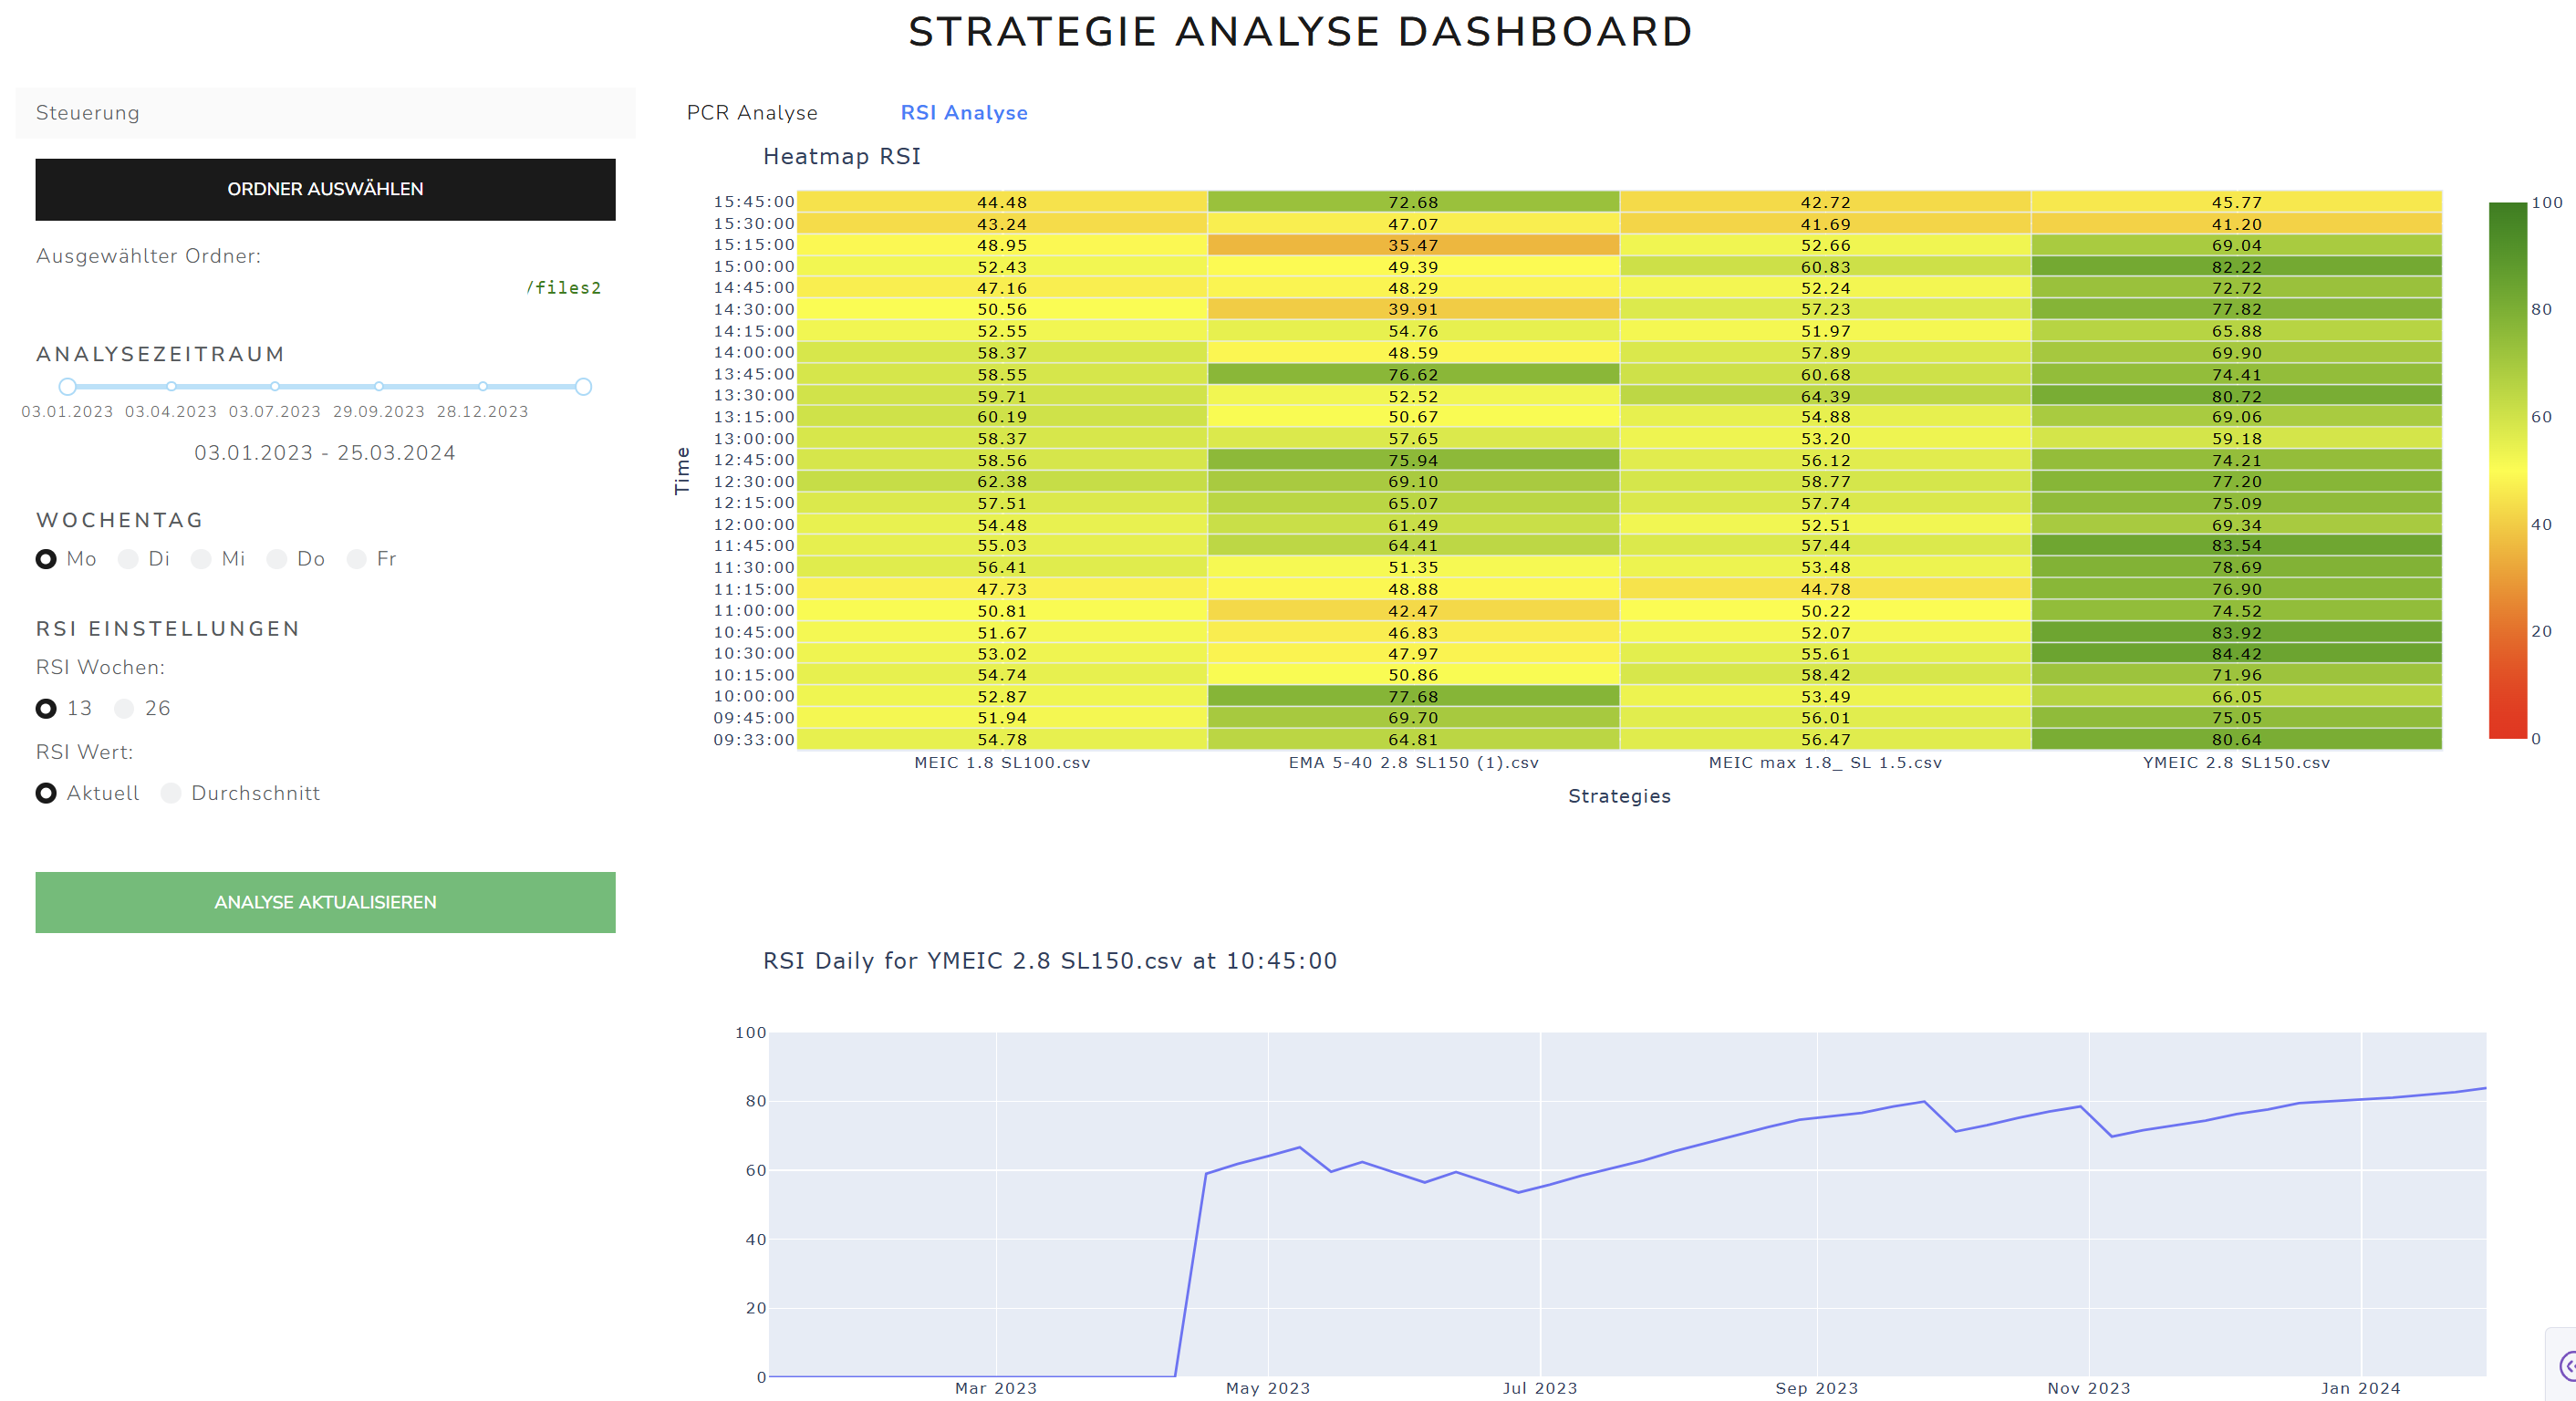 STRATEGIE ANALYSE DASHBOARD
Steuerung
ORDNER AUSWÄHLEN
Ausgewählter Ordner:
/files2
ANALYSEZEITRAUM
03.01.2023 03.04.2023 03.07.2023 29.09.2023 28.12.2023
03.01.2023 - 25.03.2024
WOCHENTAG
Mo Di Mi Do Fr
RSI EINSTELLUNGEN
RSI Wochen:
13 26
RSI Wert:
Aktuell Durchschnitt
ANALYSE AKTUALISIEREN
PCR Analyse RSI Analyse
Heatmap RSI
Time
15:45:00 44.48 72.68 42.72 45.77
15:30:00 43.24 47.07 41.69 41.20
15:15:00 48.95 35.47 52.66 69.04
15:00:00 52.43 49.39 60.83 82.22
14:45:00 47.16 48.29 52.24 72.72
14:30:00 50.56 39.91 57.23 77.82
14:15:00 52.55 54.76 51.97 65.88
14:00:00 58.37 48.59 57.89 69.90
13:45:00 58.55 76.62 60.68 74.41
13:30:00 59.71 52.52 64.39 80.72
13:15:00 60.19 50.67 54.88 69.06
13:00:00 58.37 57.65 53.20 59.18
12:45:00 58.56 75.94 56.12 74.21
12:30:00 62.38 69.10 58.77 77.20
12:15:00 57.51 65.07 57.74 75.09
12:00:00 54.48 61.49 52.51 69.34
11:45:00 55.03 64.41 57.44 83.54
11:30:00 56.41 51.35 53.48 78.69
11:15:00 47.73 48.88 44.78 76.90
11:00:00 50.81 42.47 50.22 74.52
10:45:00 51.67 46.83 52.07 83.92
10:30:00 53.02 47.97 55.61 84.42
10:15:00 54.74 50.86 58.42 71.96
10:00:00 52.87 77.68 53.49 66.05
09:45:00 51.94 69.70 56.01 75.05
09:33:00 54.78 64.81 56.47 80.64
MEIC 1.8 SL100.csv EMA 5-40 2.8 SL150 (1).csv MEIC max 1.8_ SL 1.5.csv YMEIC 2.8 SL150.csv
Strategies
100
80
60
40
20
0
RSI Daily for YMEIC 2.8 SL150.csv at 10:45:00
100
80
60
40
20
0
Mar 2023 May 2023 Jul 2023 Sep 2023 Nov 2023 Jan 2024